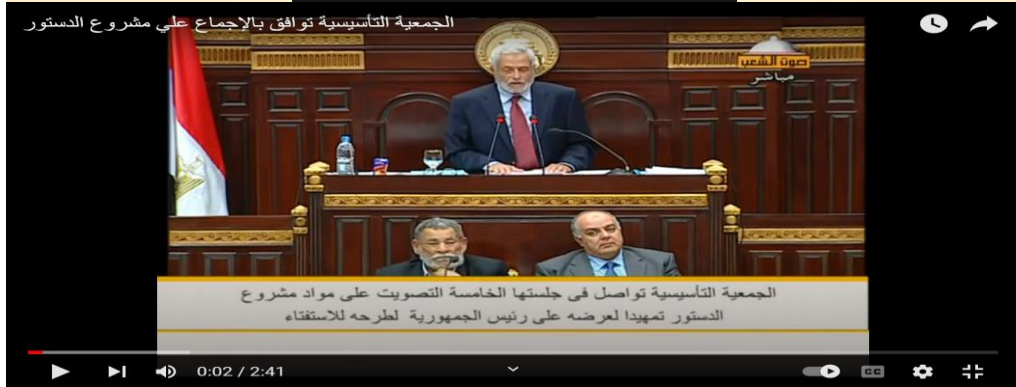 الجمعية التأسيسية توافق بالإجماع علي مشروع الدستور
صوت الشعب
مباشر
الجمعية التأسيسية تواصل فى جلستها الخامسة التصويت على مواد مشروع
الدستور تمهيدا لعرضه على رئيس الجمهورية لطرحه للاستفتاء
0:02 / 2:41
CC